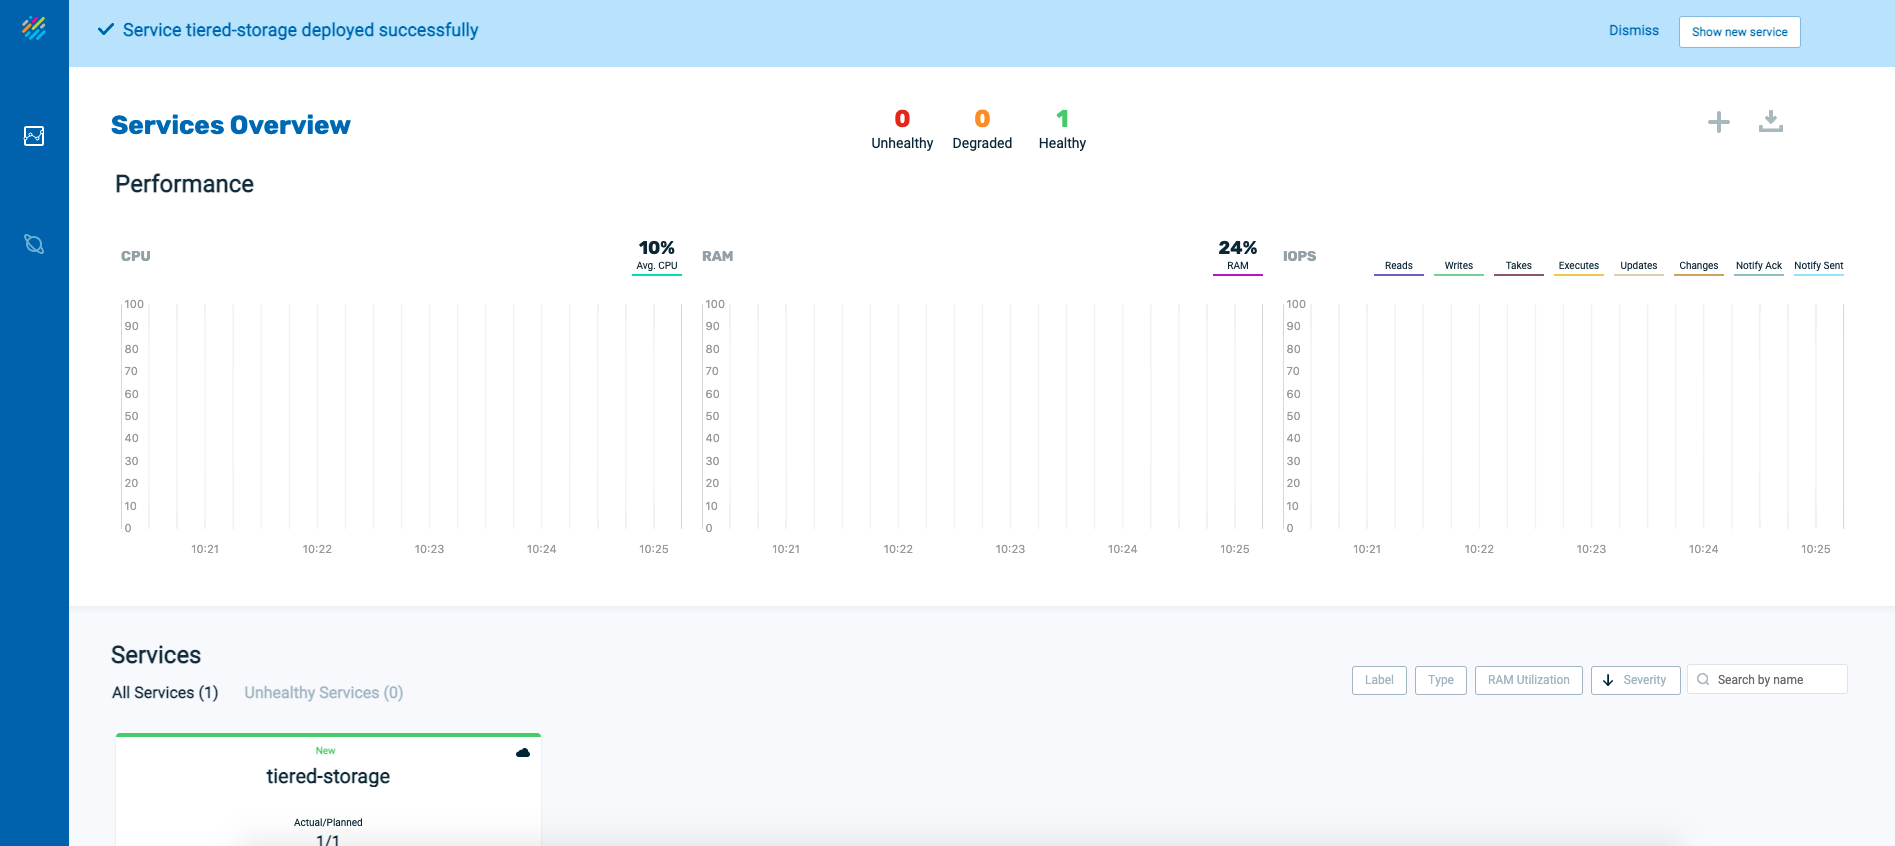 Service tiered-storage deployed successfully
Dismiss
Show new service
Services Overview
0
Unhealthy
0
Degraded
1
Healthy
Performance
CPU
10%
Avg. CPU
100
90
80
70
60
50
40
30
20
10
0
10:21 10:22 10:23 10:24 10:25
RAM
24%
RAM
100
90
80
70
60
50
40
30
20
10
0
10:21 10:22 10:23 10:24 10:25
IOPS
Reads Writes Takes Executes Updates Changes Notify Ack Notify Sent
100
90
80
70
60
50
40
30
20
10
0
10:21 10:22 10:23 10:24 10:25
Services
All Services (1) Unhealthy Services (0)
Label Type RAM Utilization Severity Search by name
New
tiered-storage
Actual/Planned
1/1